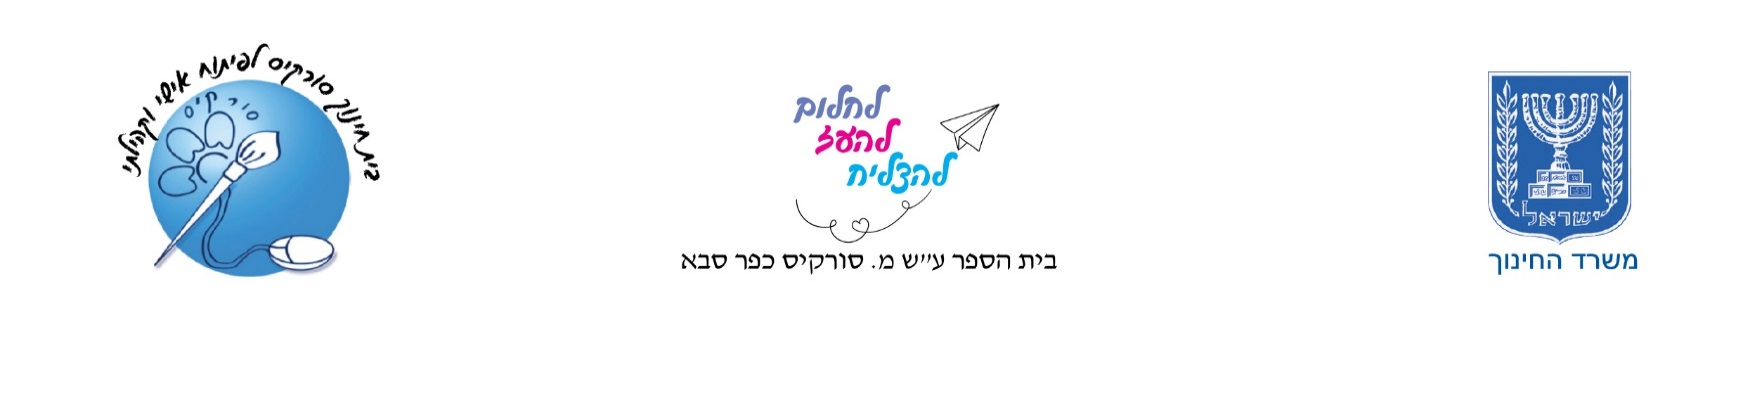 בית חינוך סורקיס לפיתוח אישי וקהילתי
סורקיס
לחלום
להעז
להצליח
בית הספר ע״ש מ. סורקיס כפר סבא
ישראל
משרד החינוך